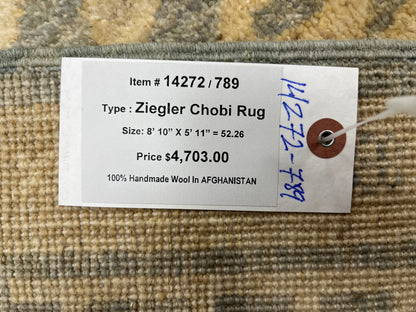 Item # 14272 / 789
Type : Ziegler Chobi Rug
Size: 8' 10" X 5' 11" = 52.26
Price $4,703.00
100% Handmade Wool In AFGHANISTAN
14272-789